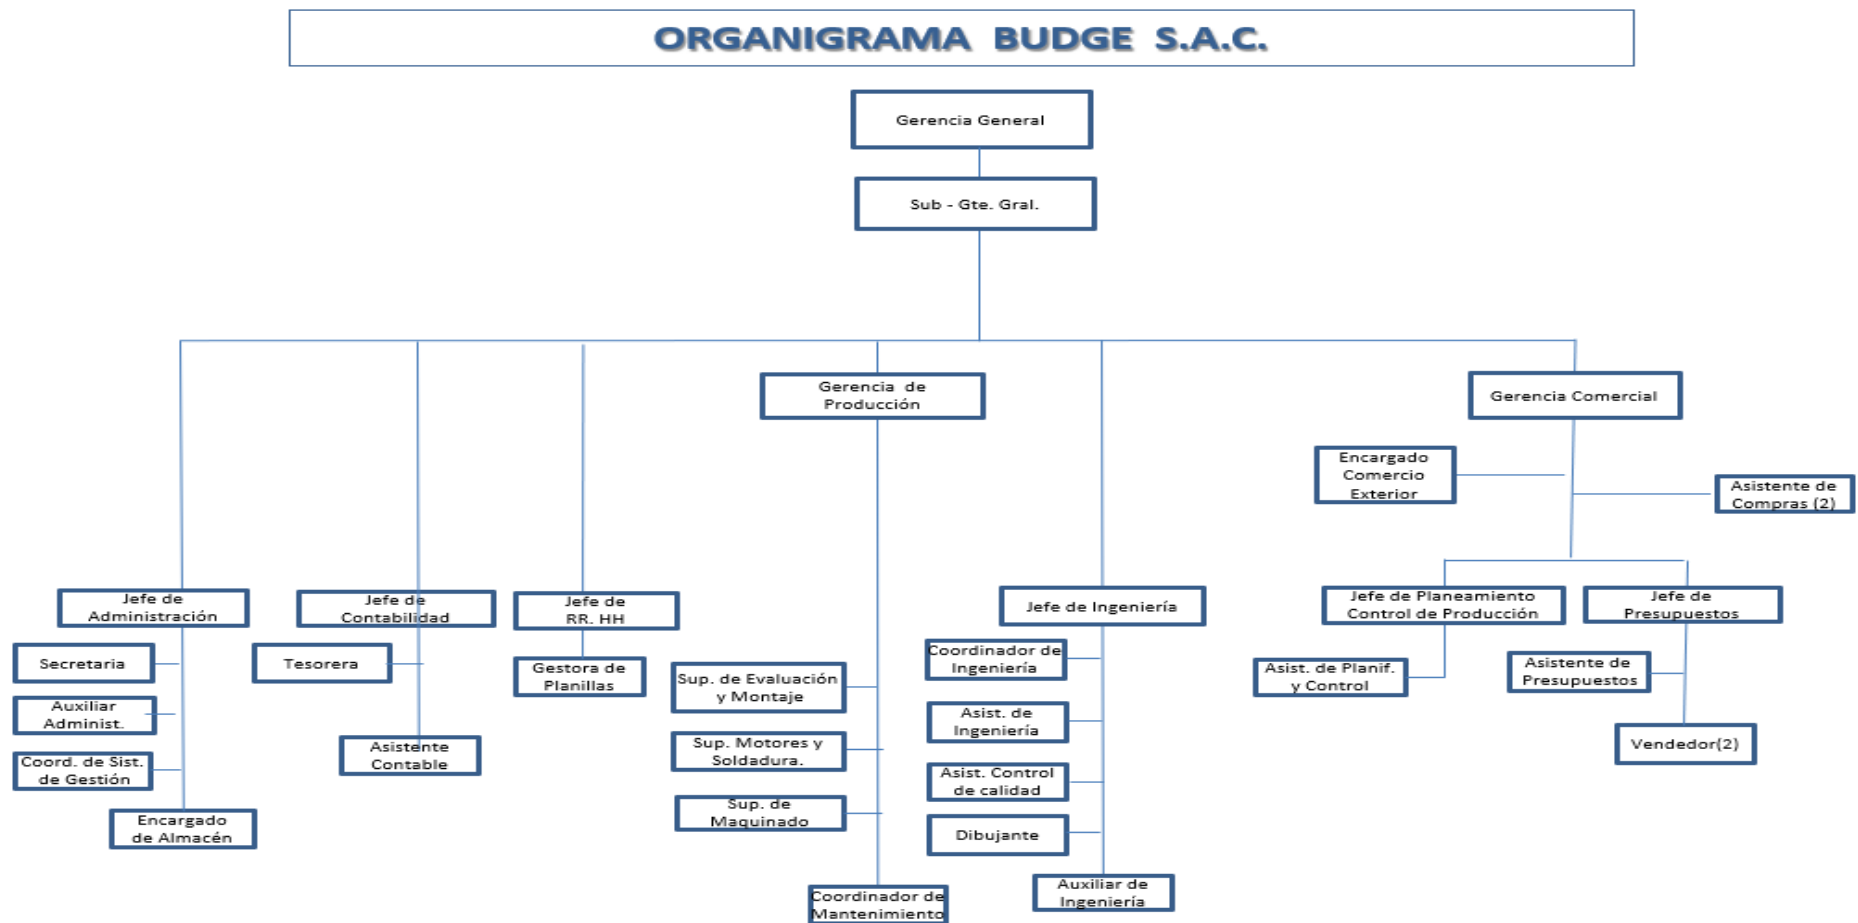 ORGANIGRAMA BUDGE S.A.C.
Gerencia General
Sub - Gte. Gral.
Gerencia de
Producción
Gerencia Comercial
Encargado
Comercio
Exterior
Asistente de
Compras (2)
Jefe de
Administración
Secretaria
Auxiliar
Administ.
Coord. de Sist.
de Gestión
Encargado
de Almacén
Jefe de
Contabilidad
Tesorera
Asistente
Contable
Jefe de
RR. HH
Gestora de
Planillas
Sup. de Evaluación
y Montaje
Sup. Motores y
Soldadura.
Sup. de
Maquinado
Coordinador de
Mantenimiento
Jefe de Ingeniería
Coordinador de
Ingeniería
Asist. de
Ingeniería
Asist. Control
de calidad
Dibujante
Auxiliar de
Ingeniería
Jefe de Planeamiento
Control de Producción
Asist. de Planif.
y Control
Jefe de
Presupuestos
Asistente de
Presupuestos
Vendedor(2)